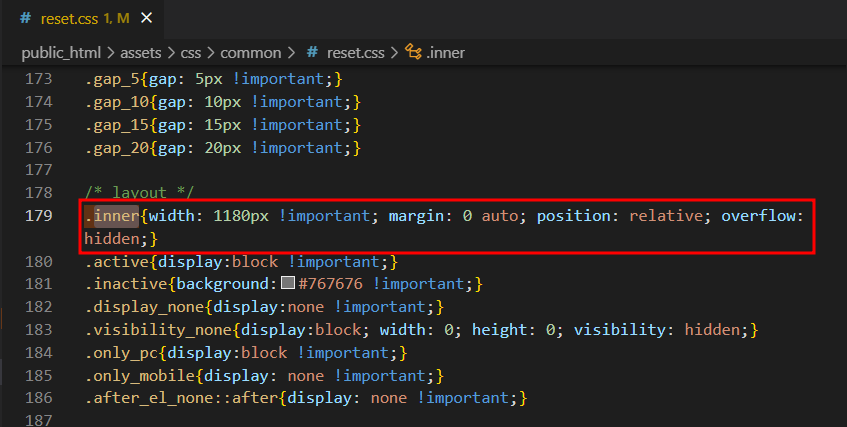 # reset.css 1, M ×
public_html > assets > css > common > # reset.css > .inner
173 .gap_5{gap: 5px !important;}
174 .gap_10{gap: 10px !important;}
175 .gap_15{gap: 15px !important;}
176 .gap_20{gap: 20px !important;}
177
178 /* layout */
179 .inner{width: 1180px !important; margin: 0 auto; position: relative; overflow:
hidden;}
180 .active{display:block !important;}
181 .inactive{background:#767676 !important;}
182 .display_none{display:none !important;}
183 .visibility_none{display:block; width: 0; height: 0; visibility: hidden;}
184 .only_pc{display:block !important;}
185 .only_mobile{display: none !important;}
186 .after_el_none::after{display: none !important;}
187